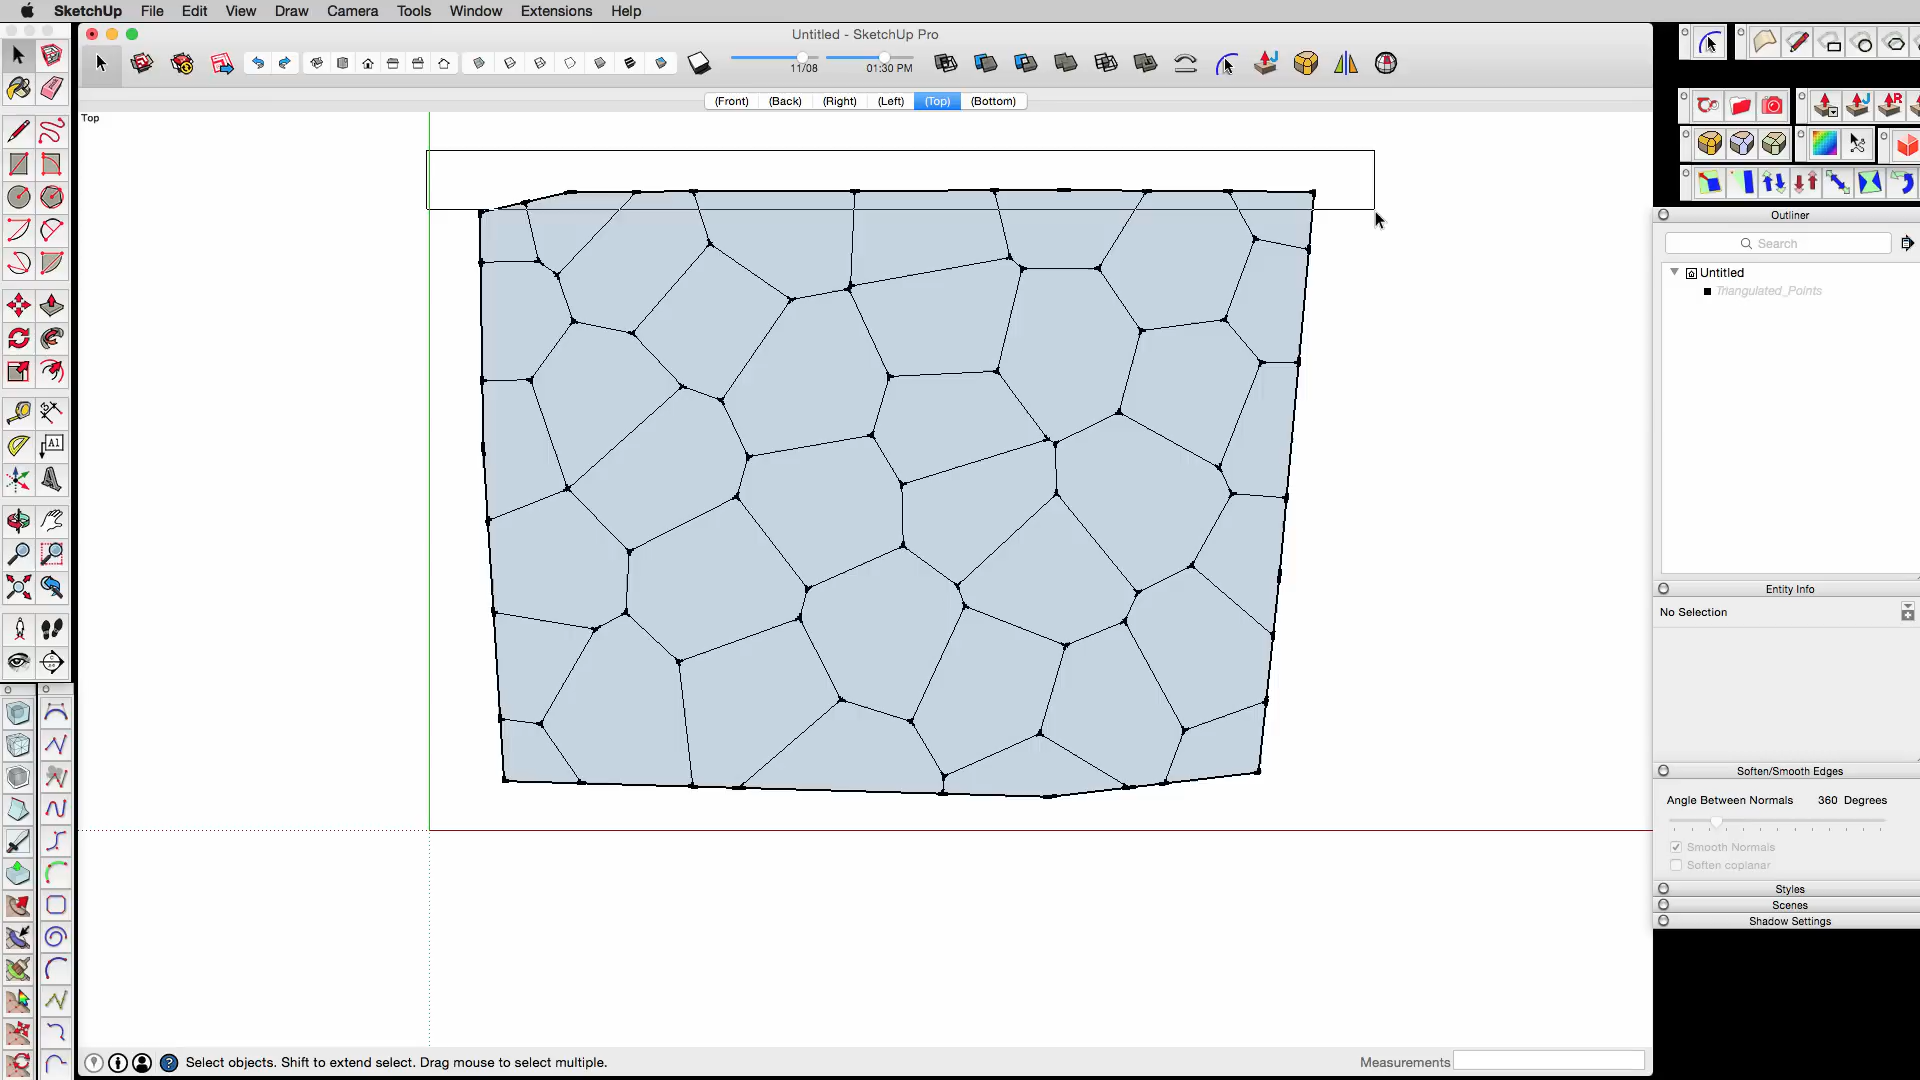 SketchUp File Edit View Draw Camera Tools Window Extensions Help
Untitled - SketchUp Pro
11/08 01:30 PM
(Front) (Back) (Right) (Left) (Top) (Bottom)
Top
A1
J
J R
Outliner
Search
Untitled
Triangulated_Points
Entity Info
No Selection
Soften/Smooth Edges
Angle Between Normals 360 Degrees
Smooth Normals
Soften coplanar
Styles
Scenes
Shadow Settings
Select objects. Shift to extend select. Drag mouse to select multiple.
Measurements